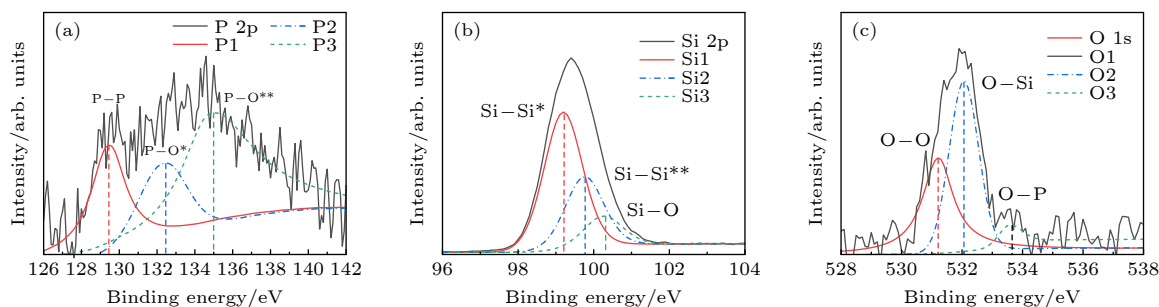 (a)
P 2p
P1
P2
P3
P−P
P−O*
P−O**
Intensity/arb. units
126 128 130 132 134 136 138 140 142
Binding energy/eV
(b)
Si 2p
Si1
Si2
Si3
Si−Si*
Si−Si**
Si−O
Intensity/arb. units
96 98 100 102 104
Binding energy/eV
(c)
O 1s
O1
O2
O3
O−Si
O−O
O−P
Intensity/arb. units
528 530 532 534 536 538
Binding energy/eV